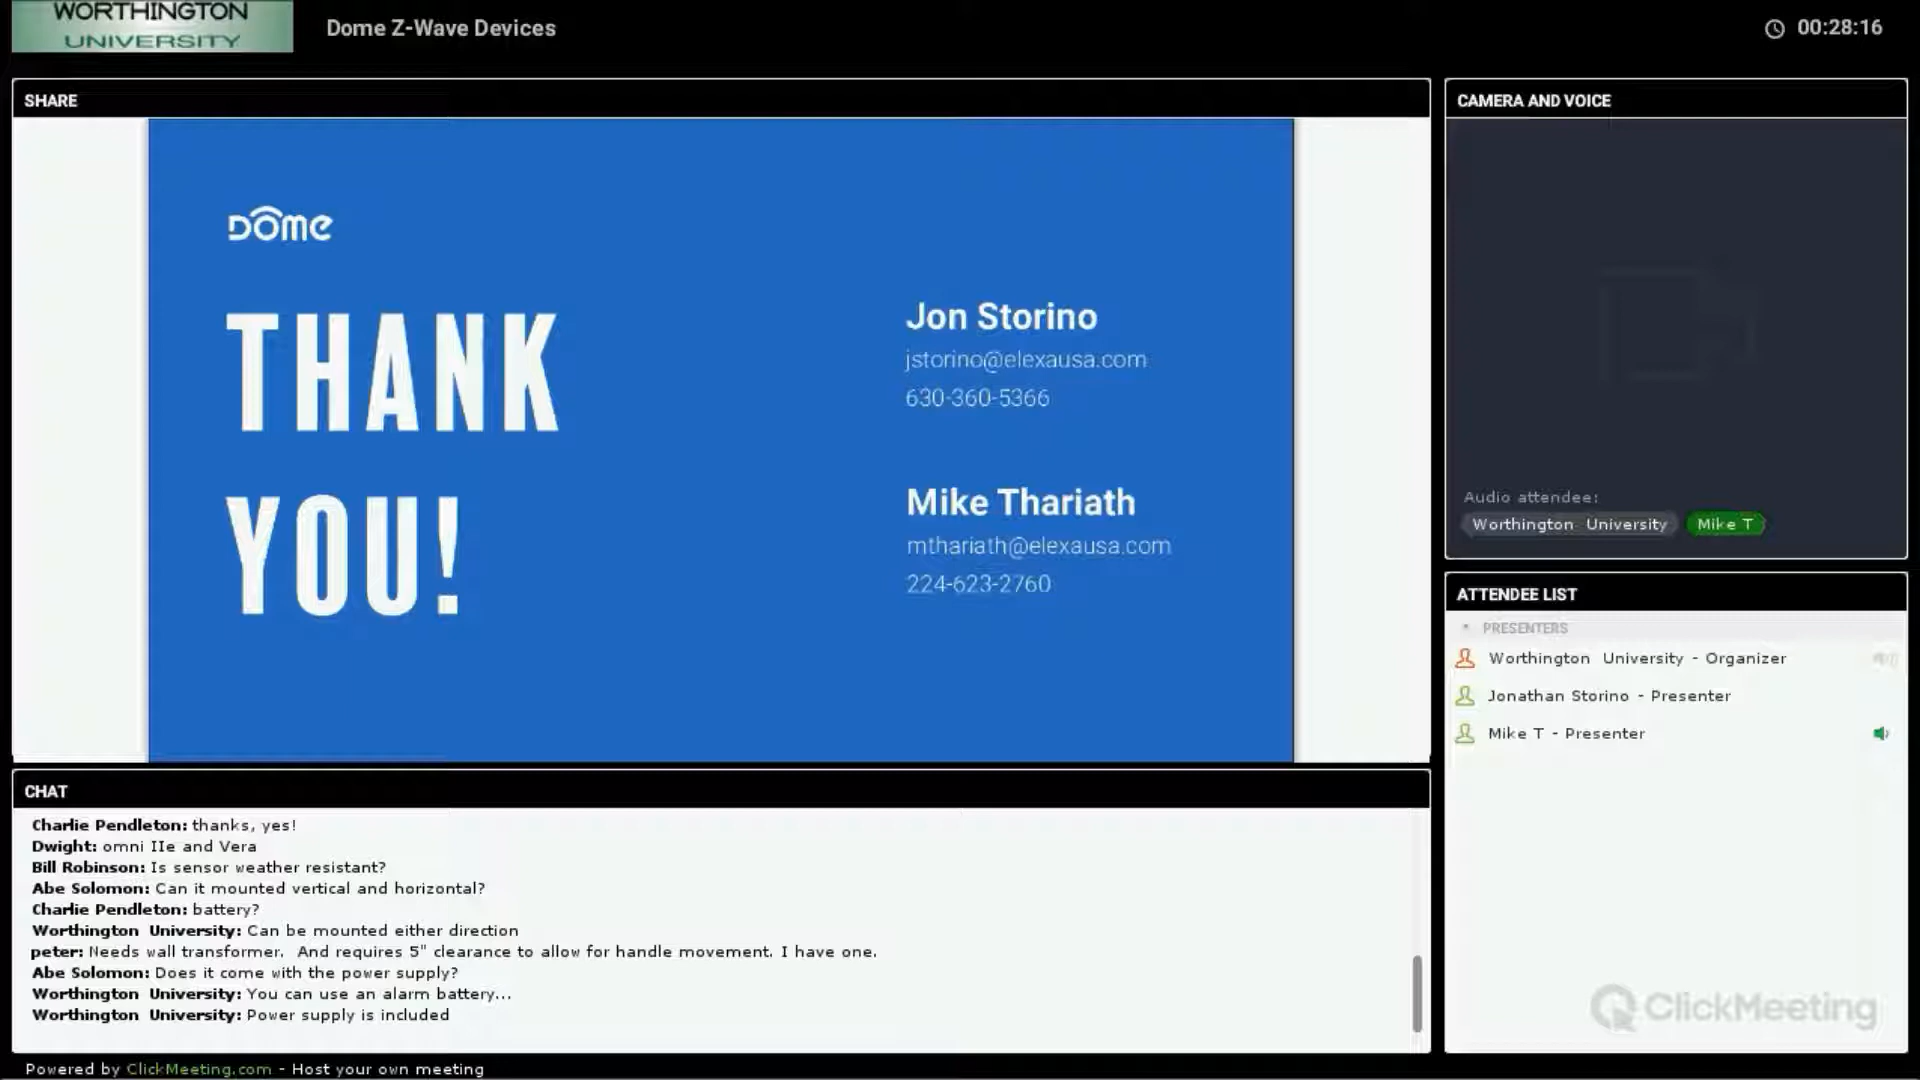 WORTHINGTON
UNIVERSITY
Dome Z-Wave Devices
00:28:16
SHARE
DOme
THANK
YOU!
Jon Storino
jstorino@elexausa.com
630-360-5366
Mike Thariath
mthariath@elexausa.com
224-623-2760
CAMERA AND VOICE
Audio attendee:
Worthington University Mike T
ATTENDEE LIST
PRESENTERS
Worthington University - Organizer
Jonathan Storino - Presenter
Mike T - Presenter
ClickMeeting
CHAT
Charlie Pendleton: thanks, yes!
Dwight: omni IIe and Vera
Bill Robinson: Is sensor weather resistant?
Abe Solomon: Can it mounted vertical and horizontal?
Charlie Pendleton: battery?
Worthington University: Can be mounted either direction
peter: Needs wall transformer. And requires 5" clearance to allow for handle movement. I have one.
Abe Solomon: Does it come with the power supply?
Worthington University: You can use an alarm battery...
Worthington University: Power supply is included
Powered by ClickMeeting.com - Host your own meeting